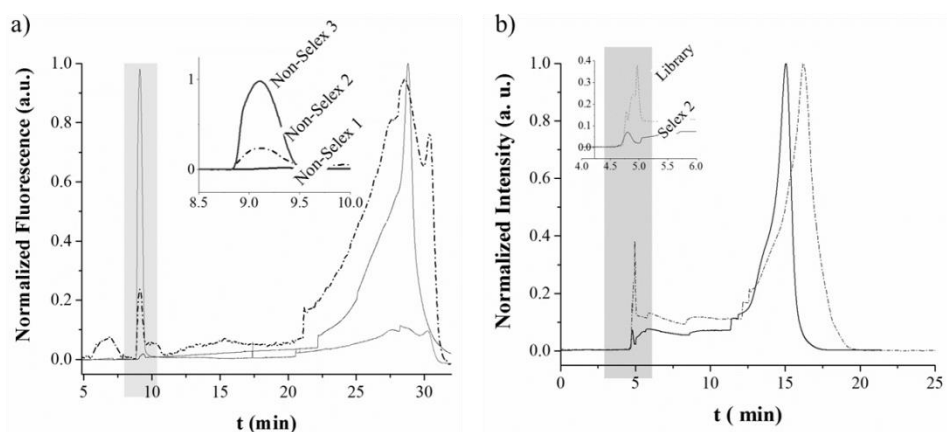 a)
Normalized Fluorescence (a.u.)
1.0
0.8
0.6
0.4
0.2
0.0
5 10 15 20 25 30
t (min)
1
0
8.5 9.0 9.5 10.0
Non-Selex 3
Non-Selex 2
Non-Selex 1
b)
Normalized Intensity (a. u.)
1.0
0.8
0.6
0.4
0.2
0.0
0 5 10 15 20 25
t ( min)
0.4
0.3
0.2
0.1
0.0
4.0 4.5 5.0 5.5 6.0
Library
Selex 2